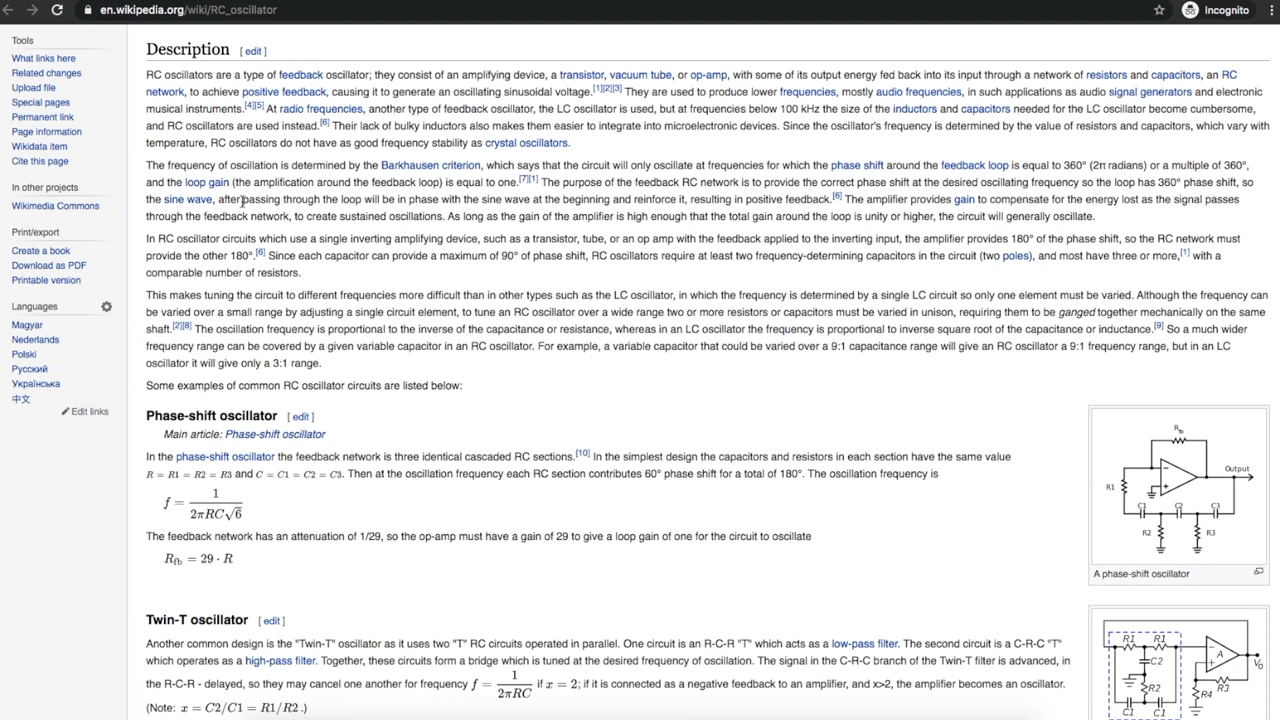 en.wikipedia.org/wiki/RC_oscillator
Incognito
Tools
What links here
Related changes
Upload file
Special pages
Permanent link
Page information
Wikidata item
Cite this page
In other projects
Wikimedia Commons
Print/export
Create a book
Download as PDF
Printable version
Languages
Magyar
Nederlands
Polski
Русский
Українська
中文
Edit links
Description [ edit ]
RC oscillators are a type of feedback oscillator; they consist of an amplifying device, a transistor, vacuum tube, or op-amp, with some of its output energy fed back into its input through a network of resistors and capacitors, an RC
network, to achieve positive feedback, causing it to generate an oscillating sinusoidal voltage.[1][2][3] They are used to produce lower frequencies, mostly audio frequencies, in such applications as audio signal generators and electronic
musical instruments.[4][5] At radio frequencies, another type of feedback oscillator, the LC oscillator is used, but at frequencies below 100 kHz the size of the inductors and capacitors needed for the LC oscillator become cumbersome,
and RC oscillators are used instead.[6] Their lack of bulky inductors also makes them easier to integrate into microelectronic devices. Since the oscillator's frequency is determined by the value of resistors and capacitors, which vary with
temperature, RC oscillators do not have as good frequency stability as crystal oscillators.
The frequency of oscillation is determined by the Barkhausen criterion, which says that the circuit will only oscillate at frequencies for which the phase shift around the feedback loop is equal to 360° (2π radians) or a multiple of 360°,
and the loop gain (the amplification around the feedback loop) is equal to one.[7][1] The purpose of the feedback RC network is to provide the correct phase shift at the desired oscillating frequency so the loop has 360° phase shift, so
the sine wave, after passing through the loop will be in phase with the sine wave at the beginning and reinforce it, resulting in positive feedback.[6] The amplifier provides gain to compensate for the energy lost as the signal passes
through the feedback network, to create sustained oscillations. As long as the gain of the amplifier is high enough that the total gain around the loop is unity or higher, the circuit will generally oscillate.
In RC oscillator circuits which use a single inverting amplifying device, such as a transistor, tube, or an op amp with the feedback applied to the inverting input, the amplifier provides 180° of the phase shift, so the RC network must
provide the other 180°.[6] Since each capacitor can provide a maximum of 90° of phase shift, RC oscillators require at least two frequency-determining capacitors in the circuit (two poles), and most have three or more,[1] with a
comparable number of resistors.
This makes tuning the circuit to different frequencies more difficult than in other types such as the LC oscillator, in which the frequency is determined by a single LC circuit so only one element must be varied. Although the frequency can
be varied over a small range by adjusting a single circuit element, to tune an RC oscillator over a wide range two or more resistors or capacitors must be varied in unison, requiring them to be ganged together mechanically on the same
shaft.[2][8] The oscillation frequency is proportional to the inverse of the capacitance or resistance, whereas in an LC oscillator the frequency is proportional to inverse square root of the capacitance or inductance.[9] So a much wider
frequency range can be covered by a given variable capacitor in an RC oscillator. For example, a variable capacitor that could be varied over a 9:1 capacitance range will give an RC oscillator a 9:1 frequency range, but in an LC
oscillator it will give only a 3:1 range.
Some examples of common RC oscillator circuits are listed below:
Phase-shift oscillator [ edit ]
Main article: Phase-shift oscillator
In the phase-shift oscillator the feedback network is three identical cascaded RC sections.[10] In the simplest design the capacitors and resistors in each section have the same value
R = R1 = R2 = R3 and C = C1 = C2 = C3. Then at the oscillation frequency each RC section contributes 60° phase shift for a total of 180°. The oscillation frequency is
f = 1 / 2πRC√6
The feedback network has an attenuation of 1/29, so the op-amp must have a gain of 29 to give a loop gain of one for the circuit to oscillate
Rfb = 29 · R
Rfb
Output
R1
C1 C2 C3
R2 R3
A phase-shift oscillator
Twin-T oscillator [ edit ]
Another common design is the "Twin-T" oscillator as it uses two "T" RC circuits operated in parallel. One circuit is an R-C-R "T" which acts as a low-pass filter. The second circuit is a C-R-C "T"
which operates as a high-pass filter. Together, these circuits form a bridge which is tuned at the desired frequency of oscillation. The signal in the C-R-C branch of the Twin-T filter is advanced, in
the R-C-R - delayed, so they may cancel one another for frequency f = 1 / 2πRC if x = 2; if it is connected as a negative feedback to an amplifier, and x>2, the amplifier becomes an oscillator.
(Note: x = C2/C1 = R1/R2 .)
R1 R1
C2
A
Vo
R2
R3
R4
C1 C1